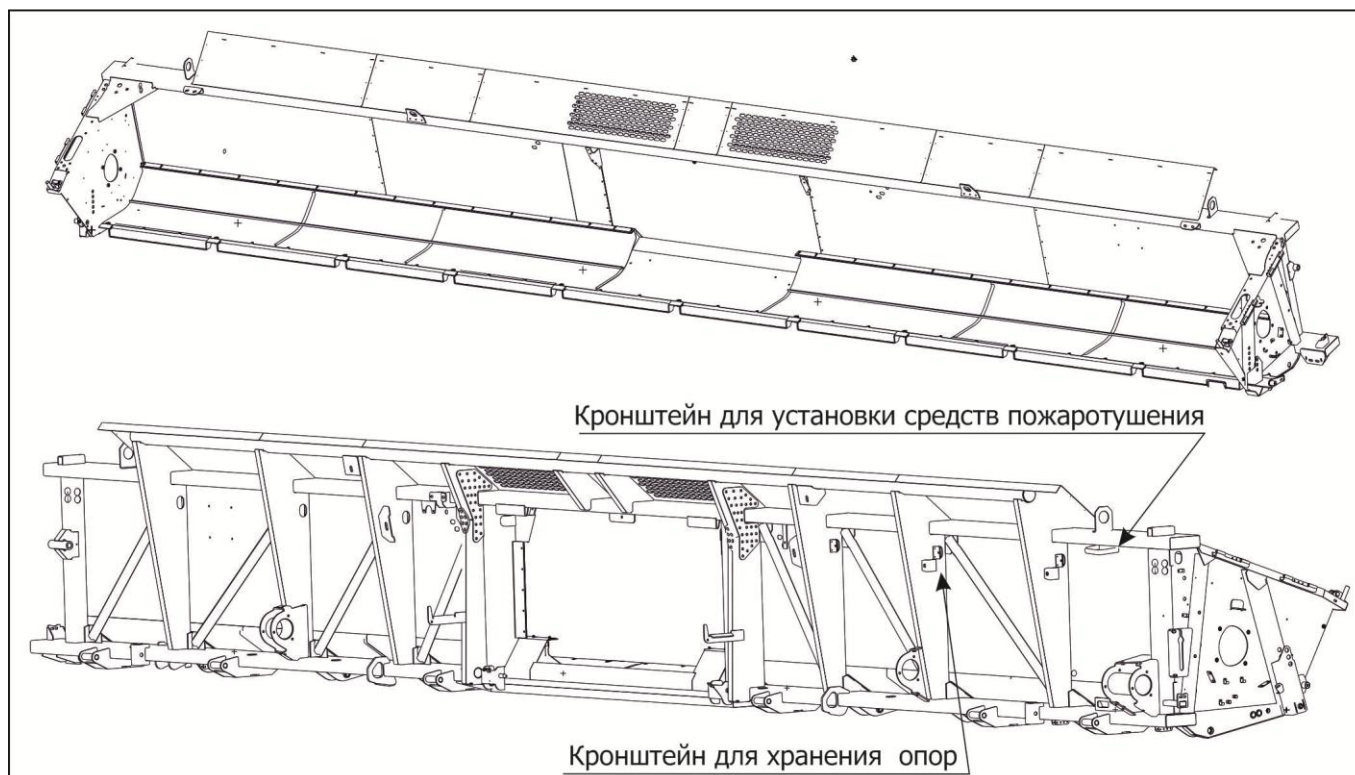 Кронштейн для установки средств пожаротушения
Кронштейн для хранения опор